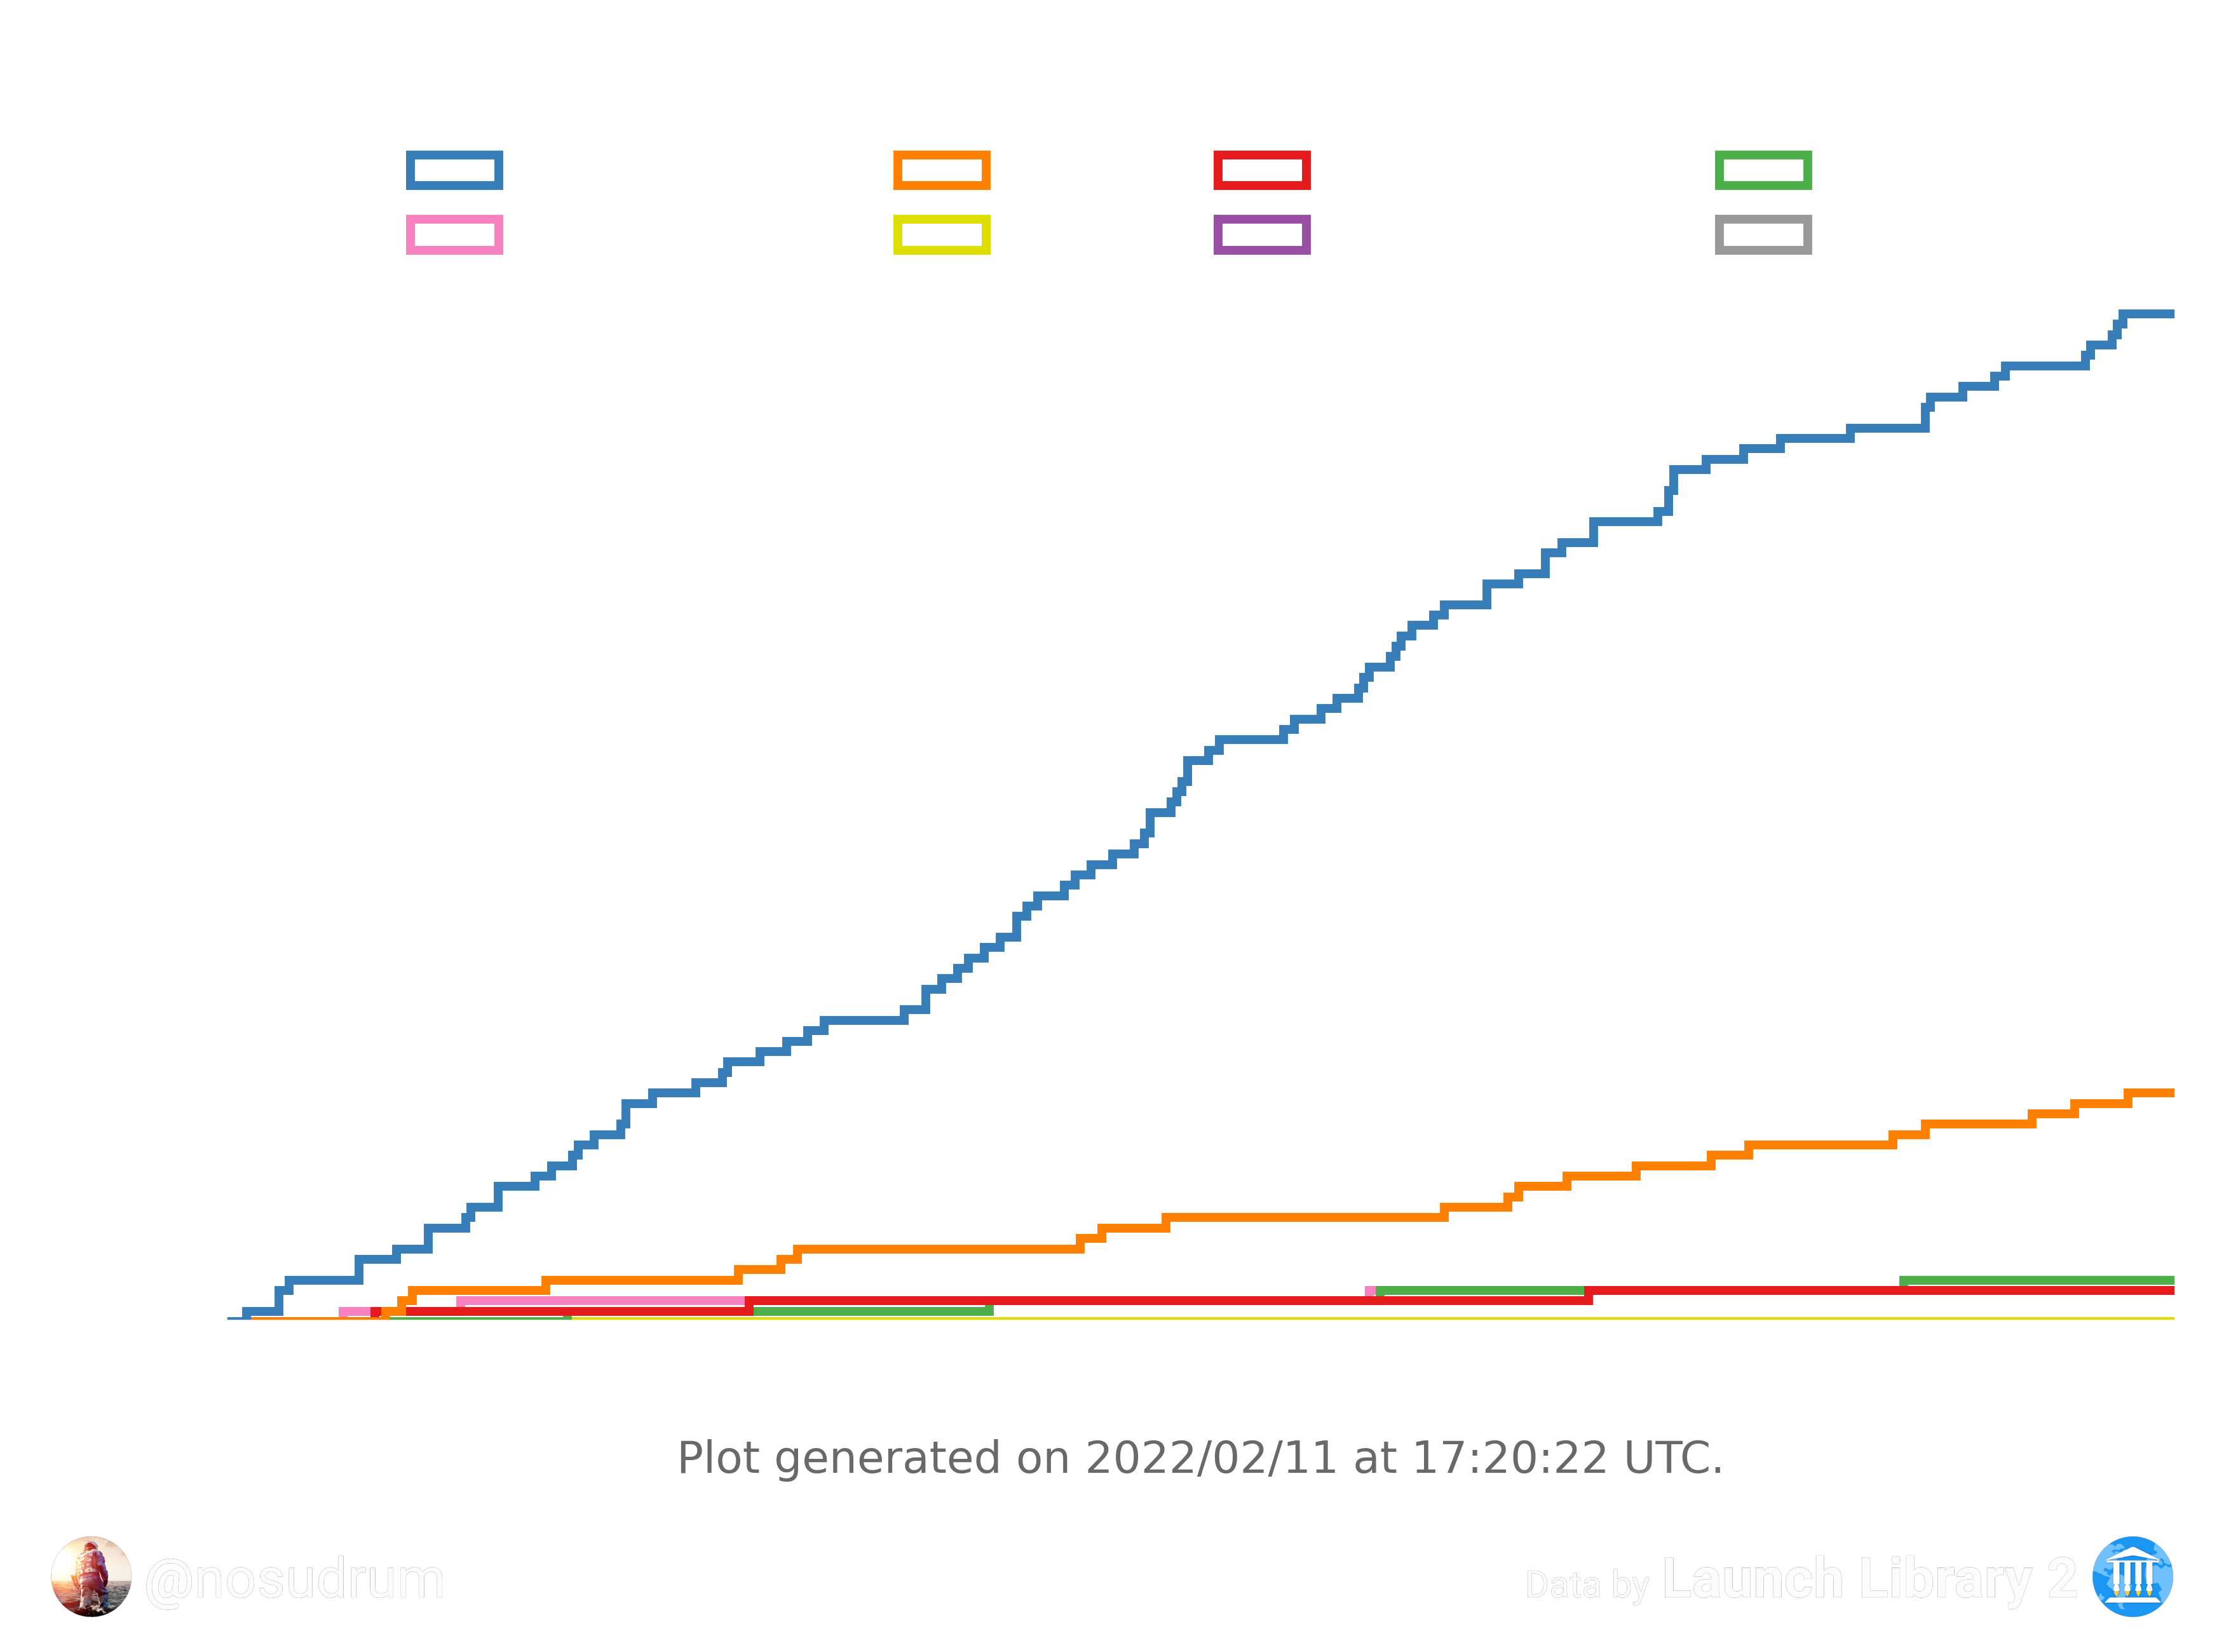 Plot generated on 2022/02/11 at 17:20:22 UTC.
@nosudrum
Data by Launch Library 2